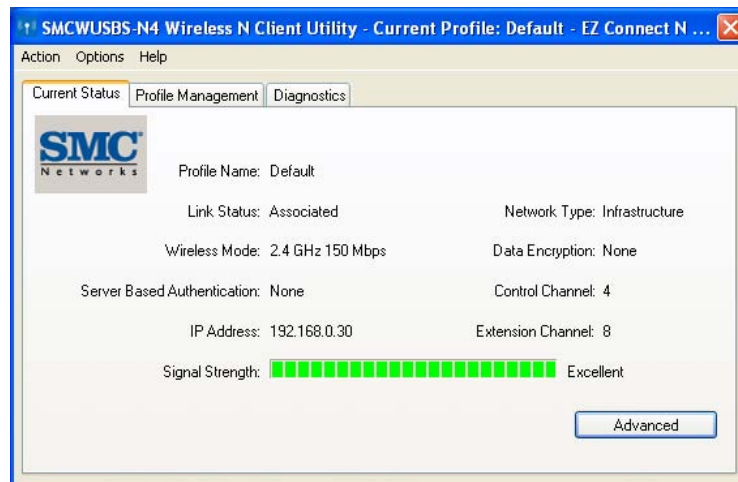 SMCWUSBS-N4 Wireless N Client Utility - Current Profile: Default - EZ Connect N ...
Action Options Help
Current Status Profile Management Diagnostics
SMC®
Networks
Profile Name: Default
Link Status: Associated Network Type: Infrastructure
Wireless Mode: 2.4 GHz 150 Mbps Data Encryption: None
Server Based Authentication: None Control Channel: 4
IP Address: 192.168.0.30 Extension Channel: 8
Signal Strength: Excellent
Advanced